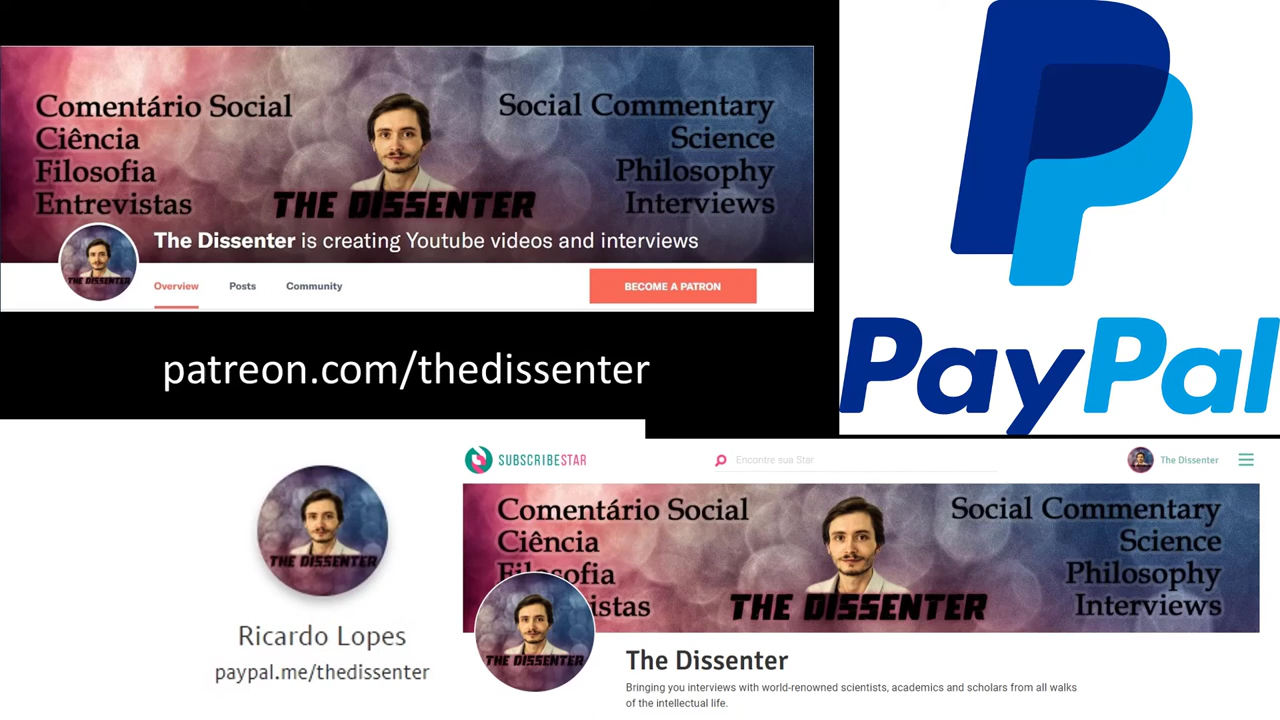 Comentário Social
Ciência
Filosofia
Entrevistas
Social Commentary
Science
Philosophy
Interviews
THE DISSENTER
The Dissenter is creating Youtube videos and interviews
THE DISSENTER
Overview
Posts
Community
BECOME A PATRON
patreon.com/thedissenter
PayPal
THE DISSENTER
Ricardo Lopes
paypal.me/thedissenter
SUBSCRIBESTAR
Encontre sua Star
The Dissenter
Comentário Social
Ciência
Filosofia
istas
Social Commentary
Science
Philosophy
Interviews
THE DISSENTER
THE DISSENTER
The Dissenter
Bringing you interviews with world-renowned scientists, academics and scholars from all walks
of the intellectual life.